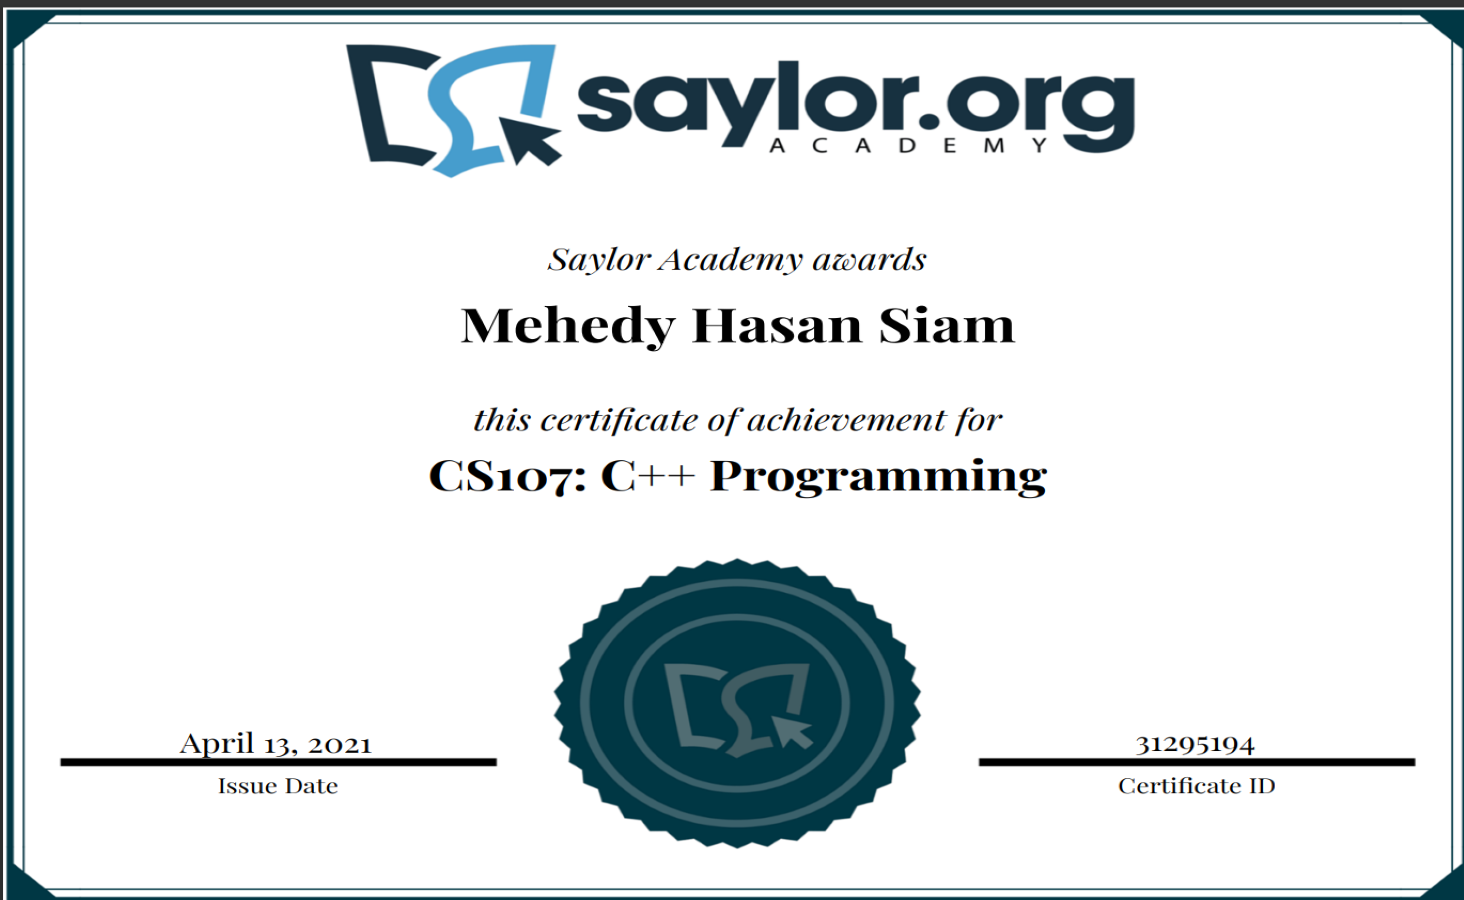 saylor.org
ACADEMY
Saylor Academy awards
Mehedy Hasan Siam
this certificate of achievement for
CS107: C++ Programming
April 13, 2021
Issue Date
31295194
Certificate ID